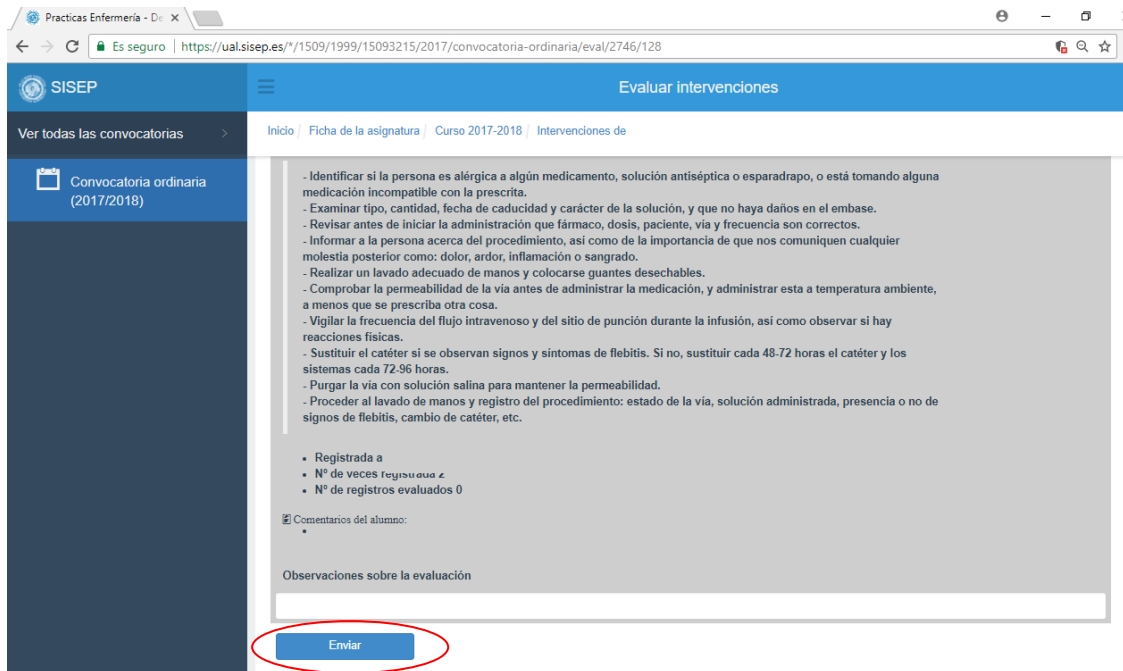 Practicas Enfermería - De
Es seguro | https://ual.sisep.es/*/1509/1999/15093215/2017/convocatoria-ordinaria/eval/2746/128
SISEP
Evaluar intervenciones
Ver todas las convocatorias
Inicio / Ficha de la asignatura / Curso 2017-2018 / Intervenciones de
Convocatoria ordinaria
(2017/2018)
- Identificar si la persona es alérgica a algún medicamento, solución antiséptica o esparadrapo, o está tomando alguna
medicación incompatible con la prescrita.
- Examinar tipo, cantidad, fecha de caducidad y carácter de la solución, y que no haya daños en el embase.
- Revisar antes de iniciar la administración que fármaco, dosis, paciente, vía y frecuencia son correctos.
- Informar a la persona acerca del procedimiento, así como de la importancia de que nos comuniquen cualquier
molestia posterior como: dolor, ardor, inflamación o sangrado.
- Realizar un lavado adecuado de manos y colocarse guantes desechables.
- Comprobar la permeabilidad de la vía antes de administrar la medicación, y administrar esta a temperatura ambiente,
a menos que se prescriba otra cosa.
- Vigilar la frecuencia del flujo intravenoso y del sitio de punción durante la infusión, así como observar si hay
reacciones físicas.
- Sustituir el catéter si se observan signos y síntomas de flebitis. Si no, sustituir cada 48-72 horas el catéter y los
sistemas cada 72-96 horas.
- Purgar la vía con solución salina para mantener la permeabilidad.
- Proceder al lavado de manos y registro del procedimiento: estado de la vía, solución administrada, presencia o no de
signos de flebitis, cambio de catéter, etc.
• Registrada a
• Nº de veces registrada 2
• Nº de registros evaluados 0
Comentarios del alumno:
•
Observaciones sobre la evaluación
Enviar